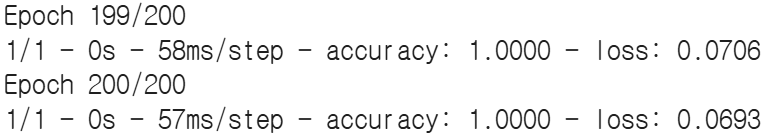 Epoch 199/200
1/1 - 0s - 58ms/step - accuracy: 1.0000 - loss: 0.0706
Epoch 200/200
1/1 - 0s - 57ms/step - accuracy: 1.0000 - loss: 0.0693